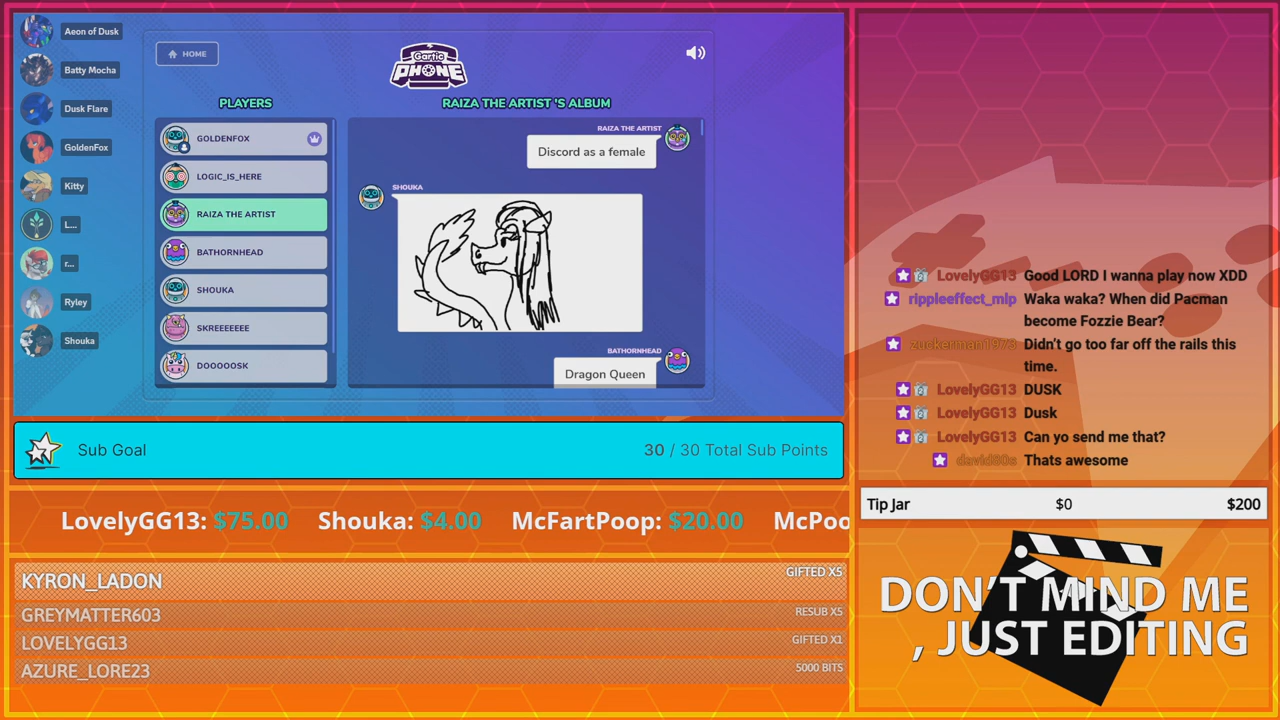 Aeon of Dusk
Batty Mocha
Dusk Flare
GoldenFox
Kitty
L...
r...
Ryley
Shouka
HOME
Gartic
PHONE
PLAYERS
GOLDENFOX
LOGIC_IS_HERE
RAIZA THE ARTIST
BATHORNHEAD
SHOUKA
SKREEEEEEE
DOOOOOSK
RAIZA THE ARTIST 'S ALBUM
RAIZA THE ARTIST
Discord as a female
SHOUKA
BATHORNHEAD
Dragon Queen
Sub Goal
30 / 30 Total Sub Points
LovelyGG13: $75.00 Shouka: $4.00 McFartPoop: $20.00 McPoo
KYRON_LADON GIFTED X5
GREYMATTER603 RESUB X5
LOVELYGG13 GIFTED X1
AZURE_LORE23 5000 BITS
LovelyGG13 Good LORD I wanna play now XDD
rippleeffect_mlp Waka waka? When did Pacman
become Fozzie Bear?
zuckerman1973 Didn't go too far off the rails this
time.
LovelyGG13 DUSK
LovelyGG13 Dusk
LovelyGG13 Can yo send me that?
david80s Thats awesome
Tip Jar $0 $200
DON'T MIND ME
, JUST EDITING